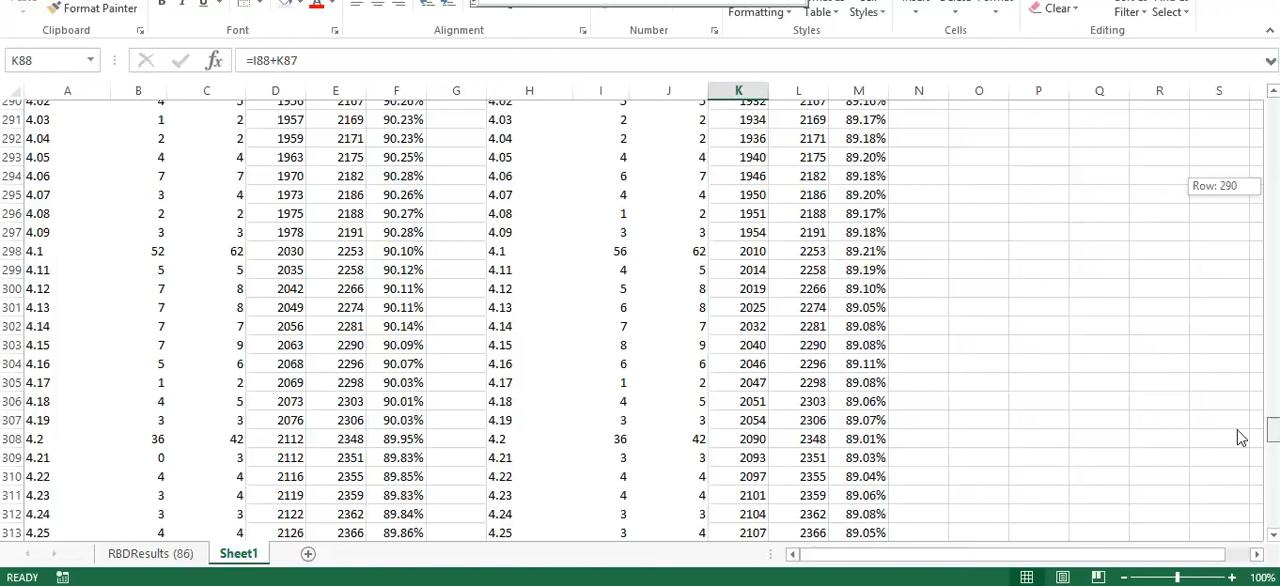 Format Painter
B I U
Formatting Table Styles
Clear
Filter Select
Clipboard Font Alignment Number Styles Cells Editing
K88 fx =I88+K87
A B C D E F G H I J K L M N O P Q R S
290 4.02 4 5 1956 2167 90.26% 4.02 5 5 1932 2167 89.16%
291 4.03 1 2 1957 2169 90.23% 4.03 2 2 1934 2169 89.17%
292 4.04 2 2 1959 2171 90.23% 4.04 2 2 1936 2171 89.18%
293 4.05 4 4 1963 2175 90.25% 4.05 4 4 1940 2175 89.20%
294 4.06 7 7 1970 2182 90.28% 4.06 6 7 1946 2182 89.18%
Row: 290
295 4.07 3 4 1973 2186 90.26% 4.07 4 4 1950 2186 89.20%
296 4.08 2 2 1975 2188 90.27% 4.08 1 2 1951 2188 89.17%
297 4.09 3 3 1978 2191 90.28% 4.09 3 3 1954 2191 89.18%
298 4.1 52 62 2030 2253 90.10% 4.1 56 62 2010 2253 89.21%
299 4.11 5 5 2035 2258 90.12% 4.11 4 5 2014 2258 89.19%
300 4.12 7 8 2042 2266 90.11% 4.12 5 8 2019 2266 89.10%
301 4.13 7 8 2049 2274 90.11% 4.13 6 8 2025 2274 89.05%
302 4.14 7 7 2056 2281 90.14% 4.14 7 7 2032 2281 89.08%
303 4.15 7 9 2063 2290 90.09% 4.15 8 9 2040 2290 89.08%
304 4.16 5 6 2068 2296 90.07% 4.16 6 6 2046 2296 89.11%
305 4.17 1 2 2069 2298 90.03% 4.17 1 2 2047 2298 89.08%
306 4.18 4 5 2073 2303 90.01% 4.18 4 5 2051 2303 89.06%
307 4.19 3 3 2076 2306 90.03% 4.19 3 3 2054 2306 89.07%
308 4.2 36 42 2112 2348 89.95% 4.2 36 42 2090 2348 89.01%
309 4.21 0 3 2112 2351 89.83% 4.21 3 3 2093 2351 89.03%
310 4.22 4 4 2116 2355 89.85% 4.22 4 4 2097 2355 89.04%
311 4.23 3 4 2119 2359 89.83% 4.23 4 4 2101 2359 89.06%
312 4.24 3 3 2122 2362 89.84% 4.24 3 3 2104 2362 89.08%
313 4.25 4 4 2126 2366 89.86% 4.25 3 4 2107 2366 89.05%
RBDResults (86) Sheet1
READY 100%